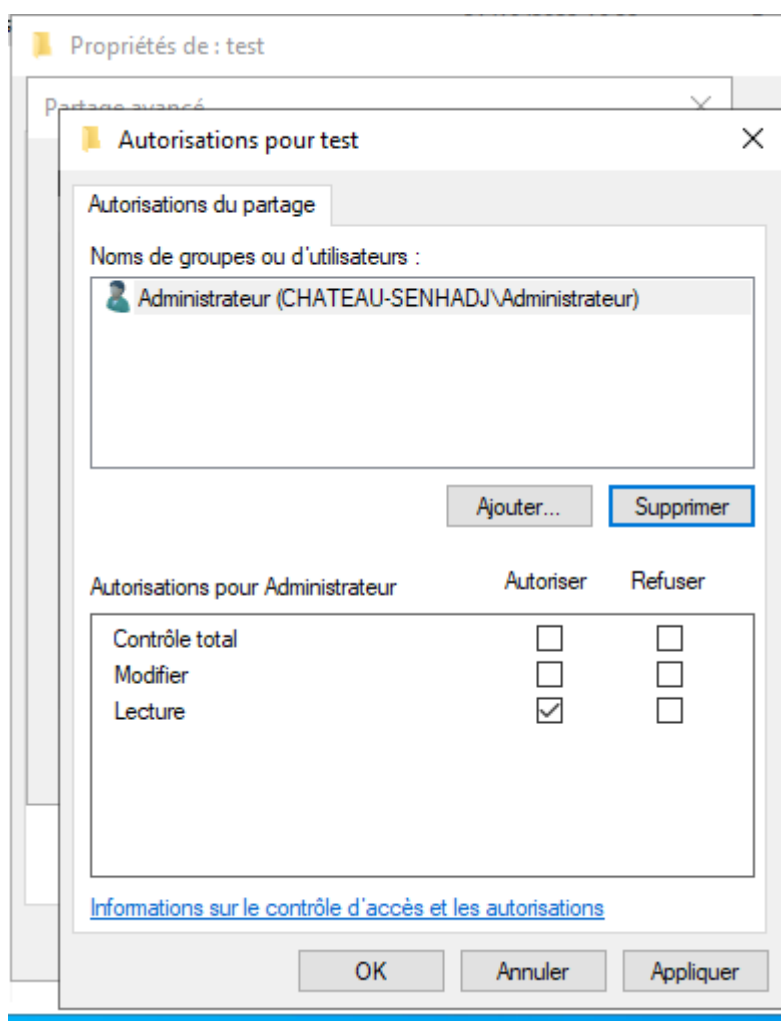 Propriétés de : test
Partage avancé
Autorisations pour test
Autorisations du partage
Noms de groupes ou d'utilisateurs :
Administrateur (CHATEAU-SENHADJ\Administrateur)
Ajouter... Supprimer
Autorisations pour Administrateur Autoriser Refuser
Contrôle total
Modifier
Lecture
Informations sur le contrôle d'accès et les autorisations
OK Annuler Appliquer